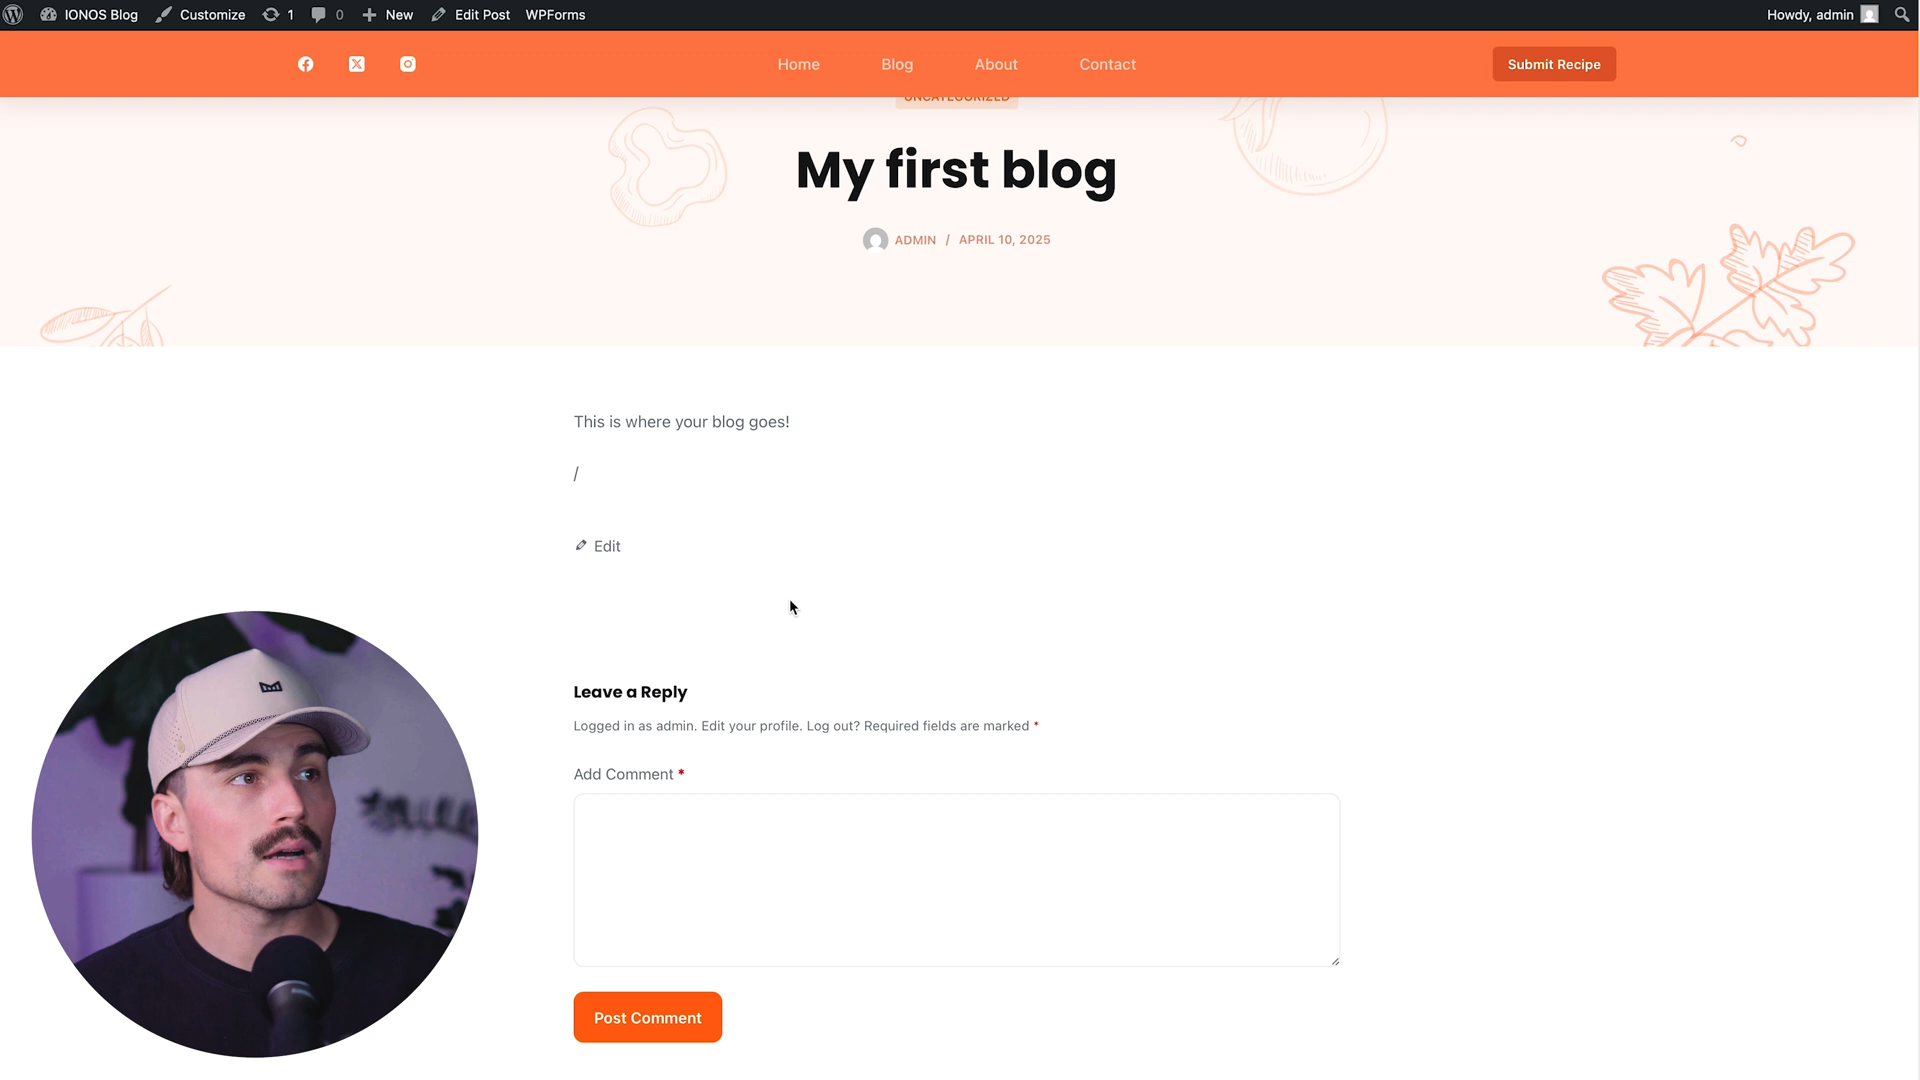 IONOS Blog Customize 1 0 New Edit Post WPForms Howdy, admin
Home Blog About Contact Submit Recipe
UNCATEGORIZED
My first blog
ADMIN / APRIL 10, 2025
This is where your blog goes!
/
Edit
Leave a Reply
Logged in as admin. Edit your profile. Log out? Required fields are marked *
Add Comment *
Post Comment